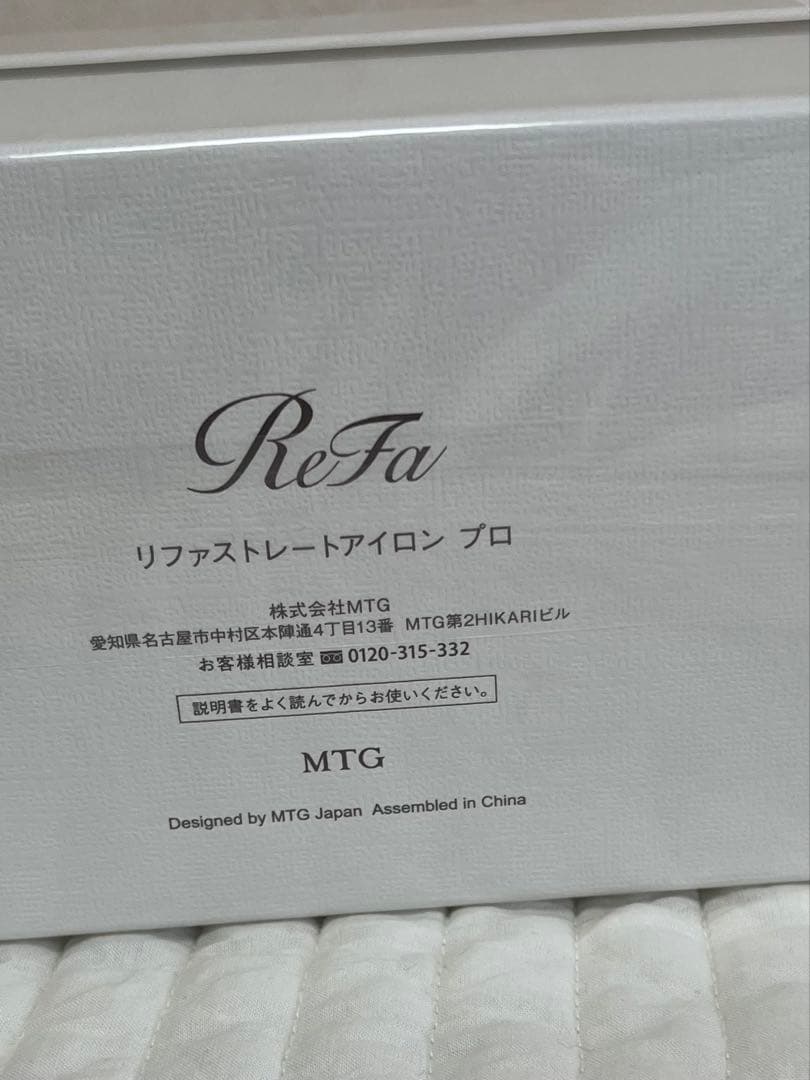 ReFa
リファストレートアイロン プロ
株式会社MTG
愛知県名古屋市中村区本陣通4丁目13番 MTG第2HIKARIビル
お客様相談室 0120-315-332
説明書をよく読んでからお使いください。
MTG
Designed by MTG Japan Assembled in China